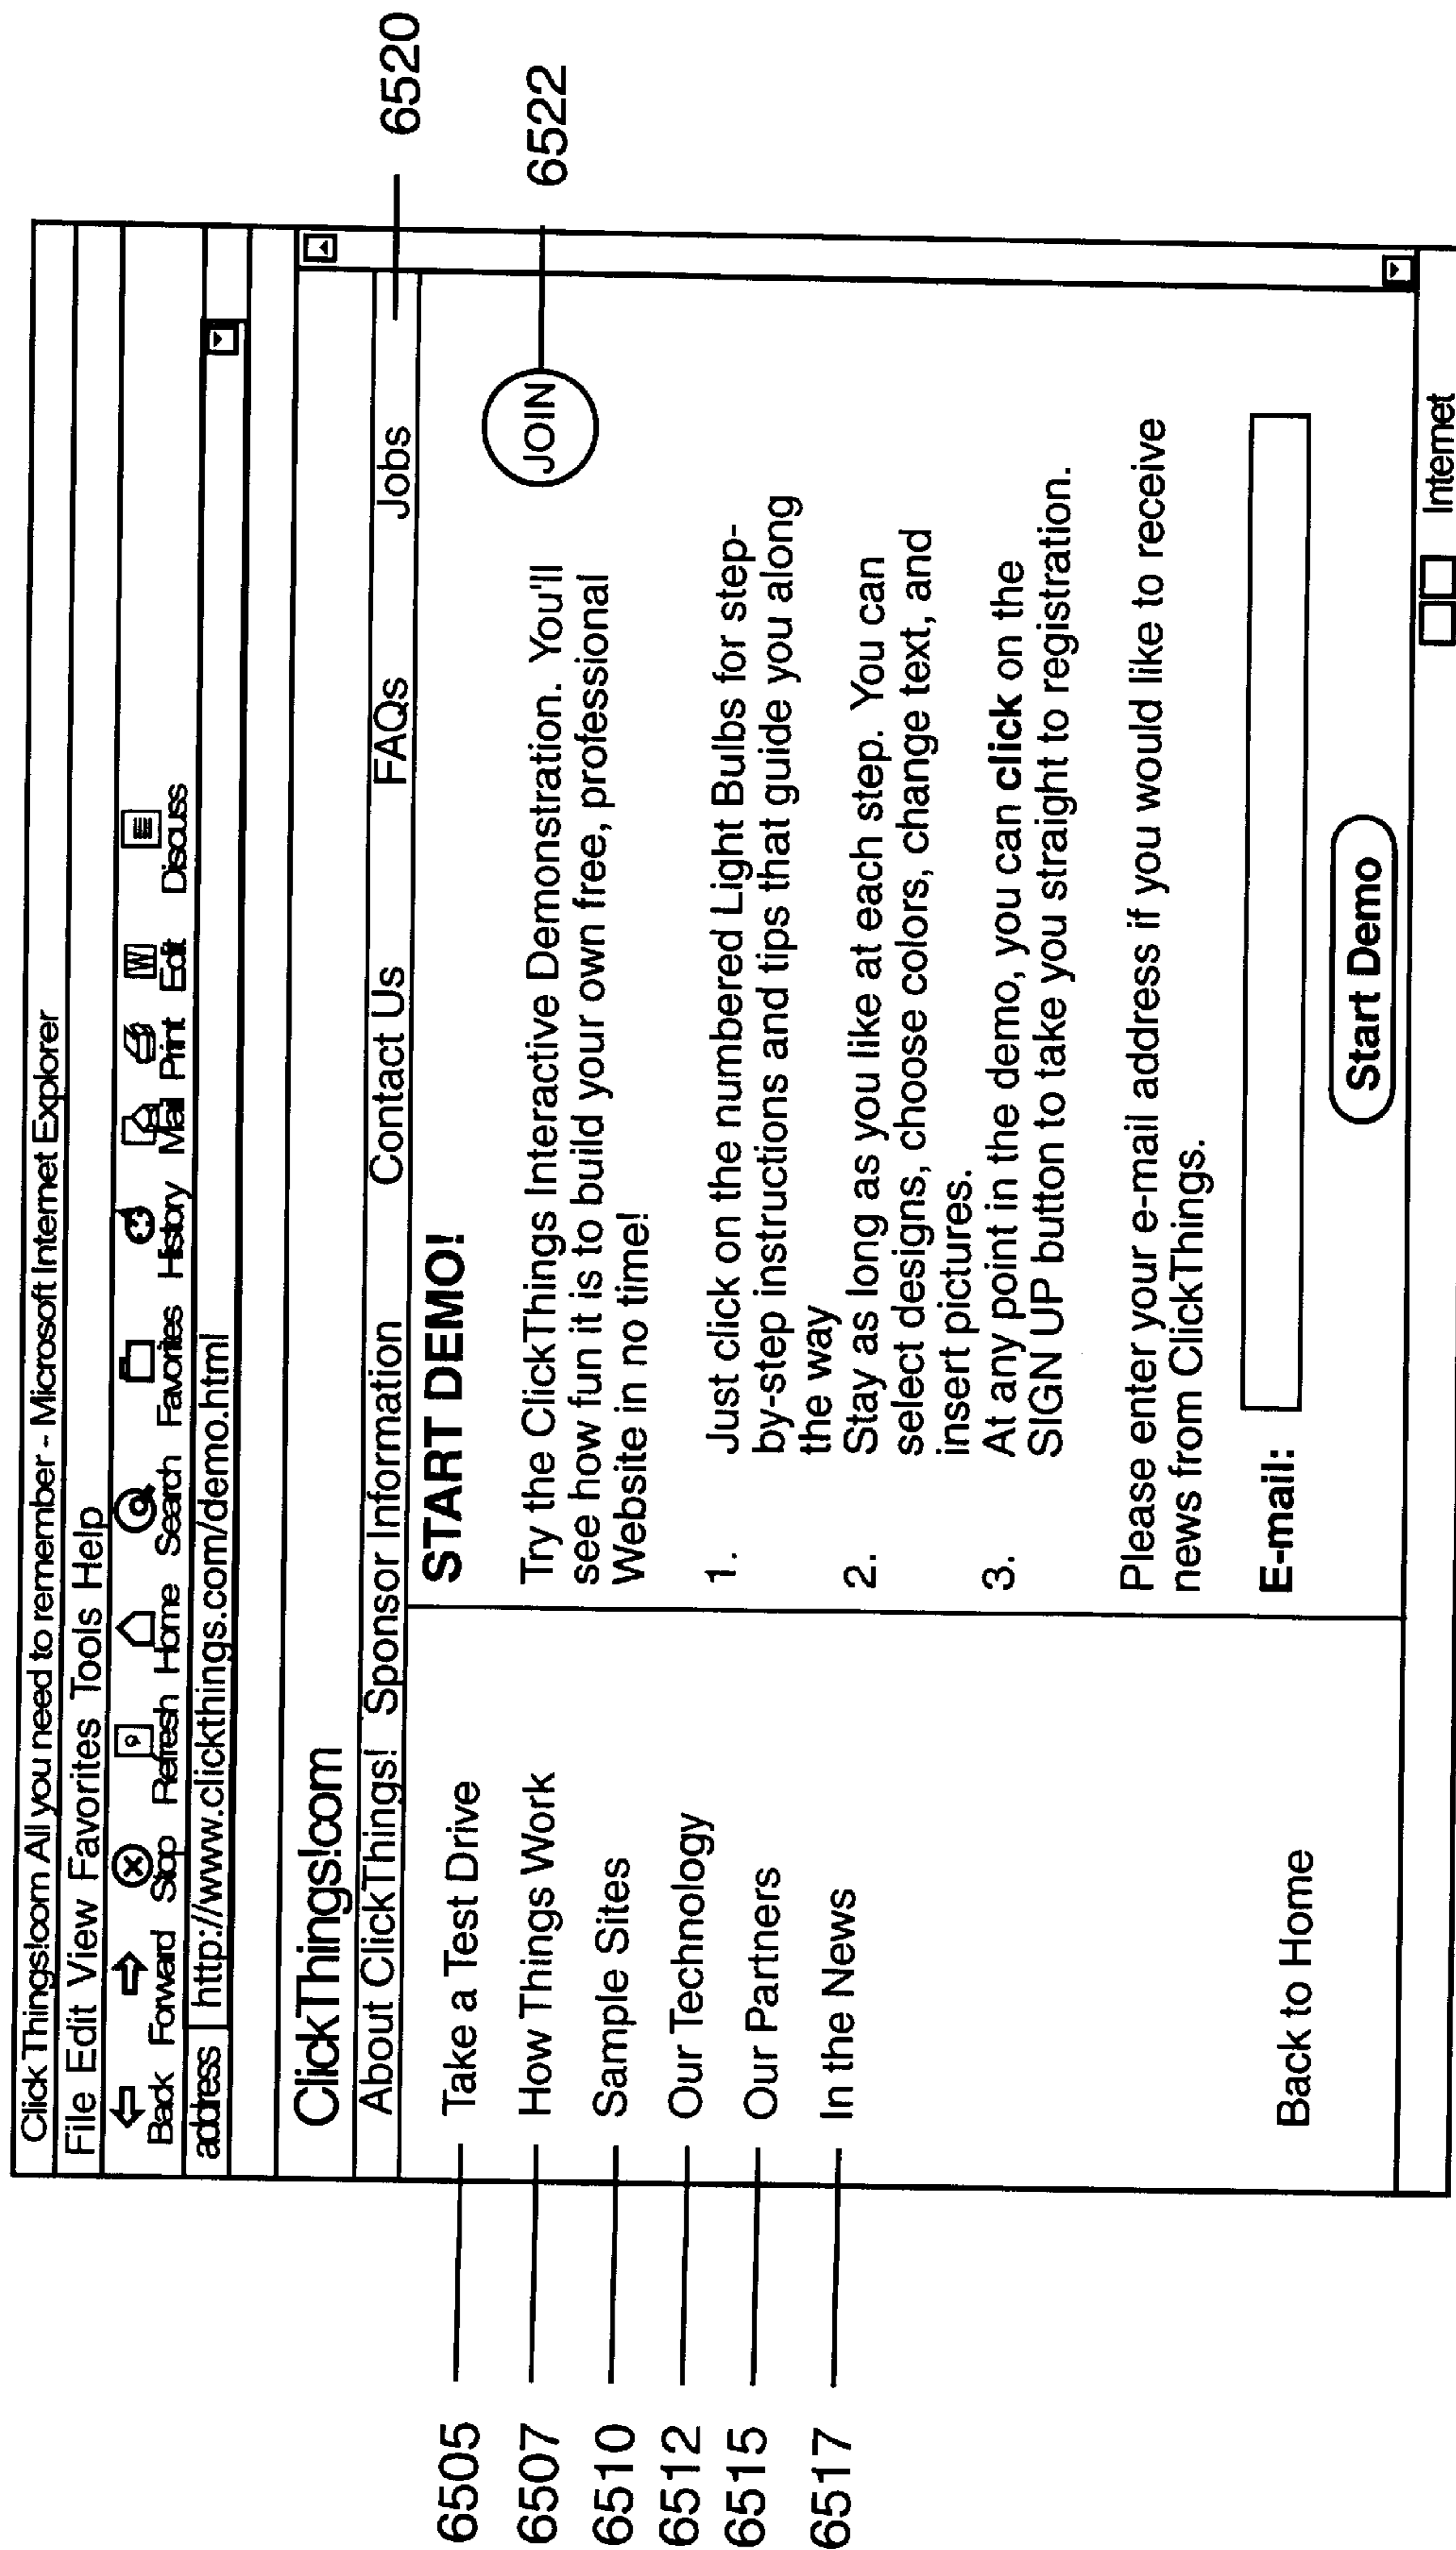 Click Things!com All you need to remember - Microsoft Internet Explorer
File Edit View Favorites Tools Help
Back Forward Stop Refresh Home Search Favorites History Mail Print Edit Discuss
W
address http://www.clickthings.com/demo.html
ClickThings!com
About ClickThings! Sponsor Information Contact Us FAQs Jobs
6520
START DEMO!
JOIN
6522
6505 Take a Test Drive
6507 How Things Work
6510 Sample Sites
6512 Our Technology
6515 Our Partners
6517 In the News
Back to Home
Try the ClickThings Interactive Demonstration. You'll
see how fun it is to build your own free, professional
Website in no time!
1. Just click on the numbered Light Bulbs for step-
by-step instructions and tips that guide you along
the way
2. Stay as long as you like at each step. You can
select designs, choose colors, change text, and
insert pictures.
3. At any point in the demo, you can click on the
SIGN UP button to take you straight to registration.
Please enter your e-mail address if you would like to receive
news from ClickThings.
E-mail:
Start Demo
Internet